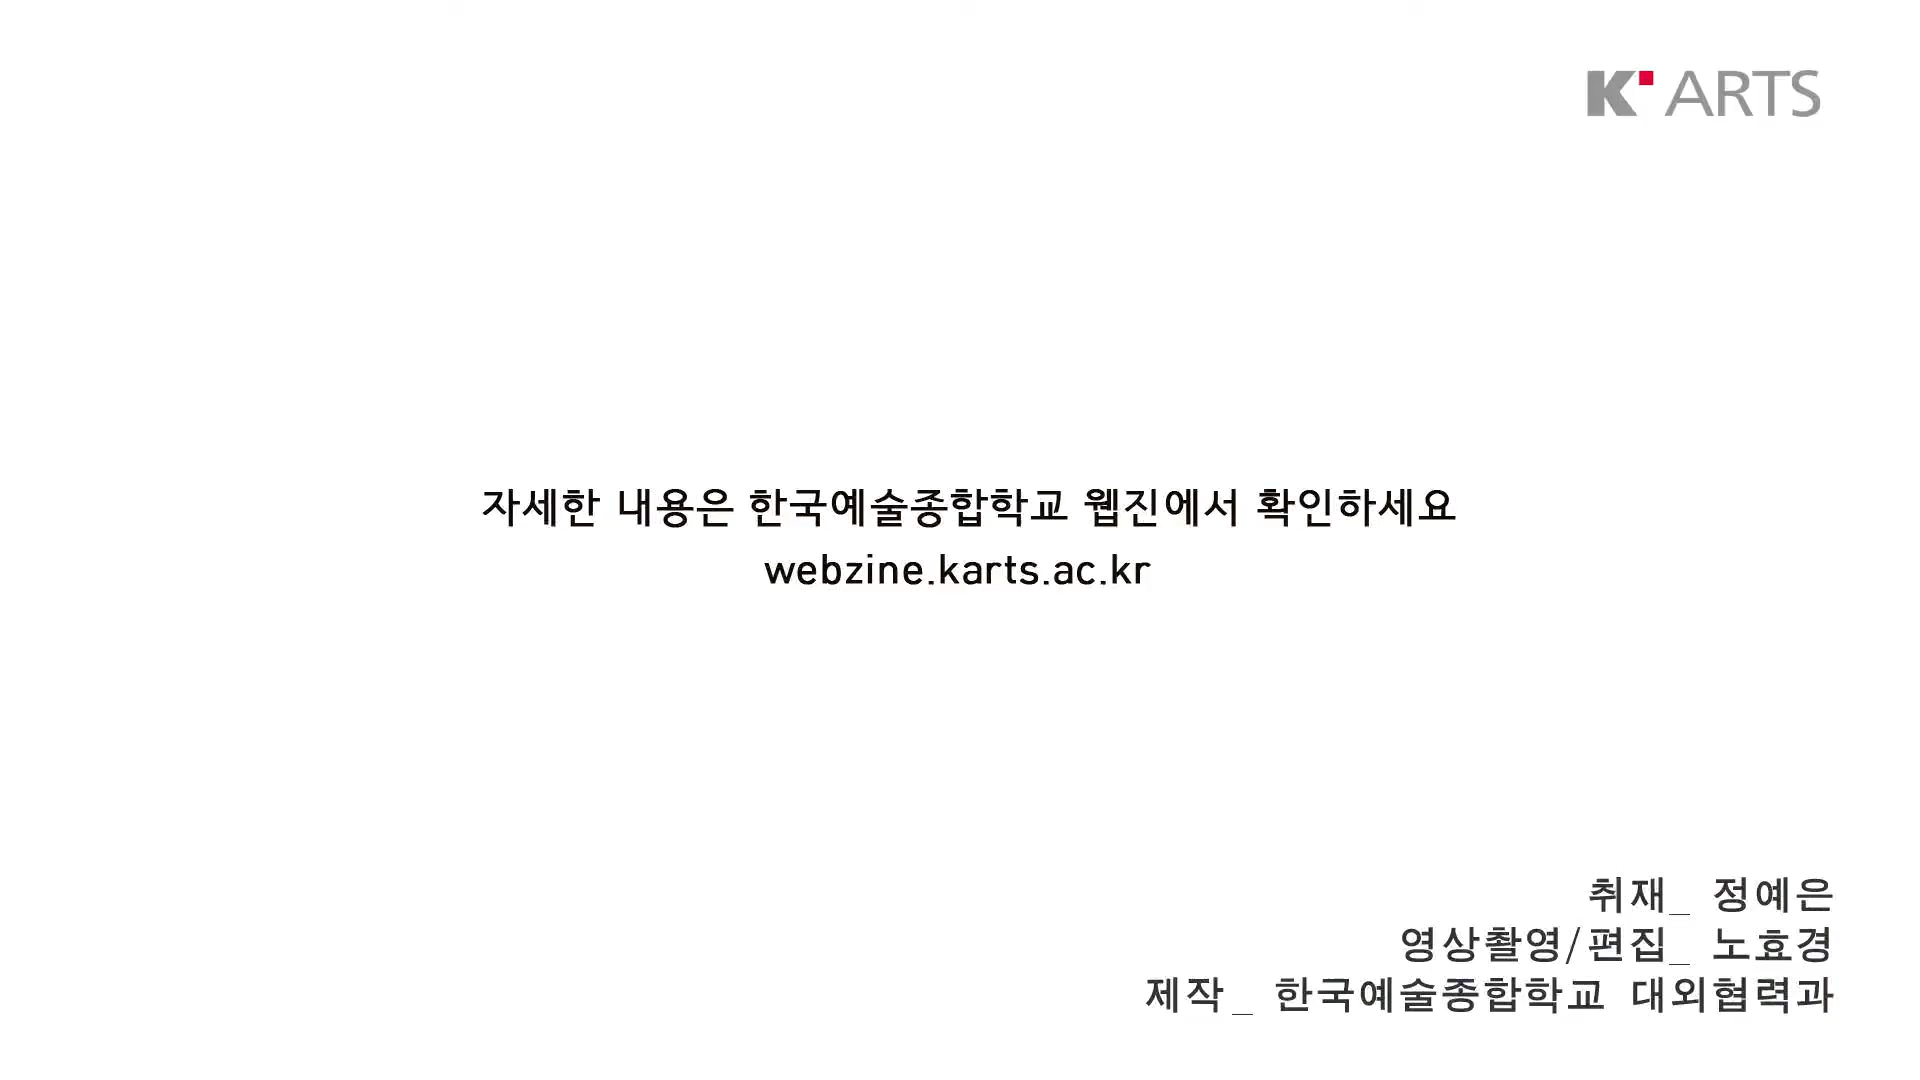 K ARTS
자세한 내용은 한국예술종합학교 웹진에서 확인하세요
webzine.karts.ac.kr
취재_ 정예은
영상촬영/편집_ 노효경
제작_ 한국예술종합학교 대외협력과